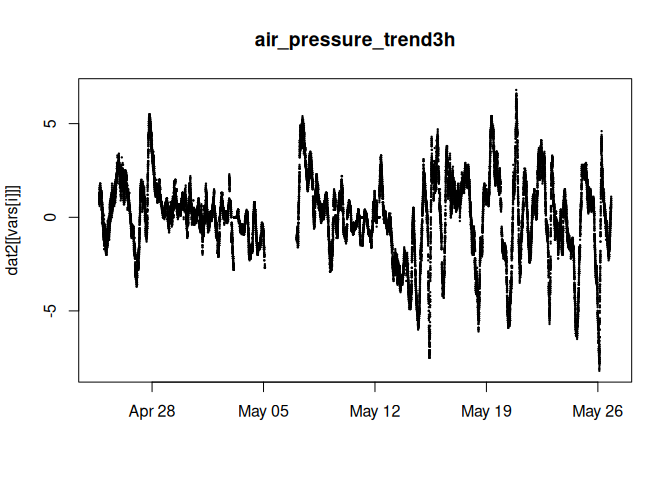 air_pressure_trend3h
dat2[[vars[i]]]
5
0
-5
Apr 28
May 05
May 12
May 19
May 26